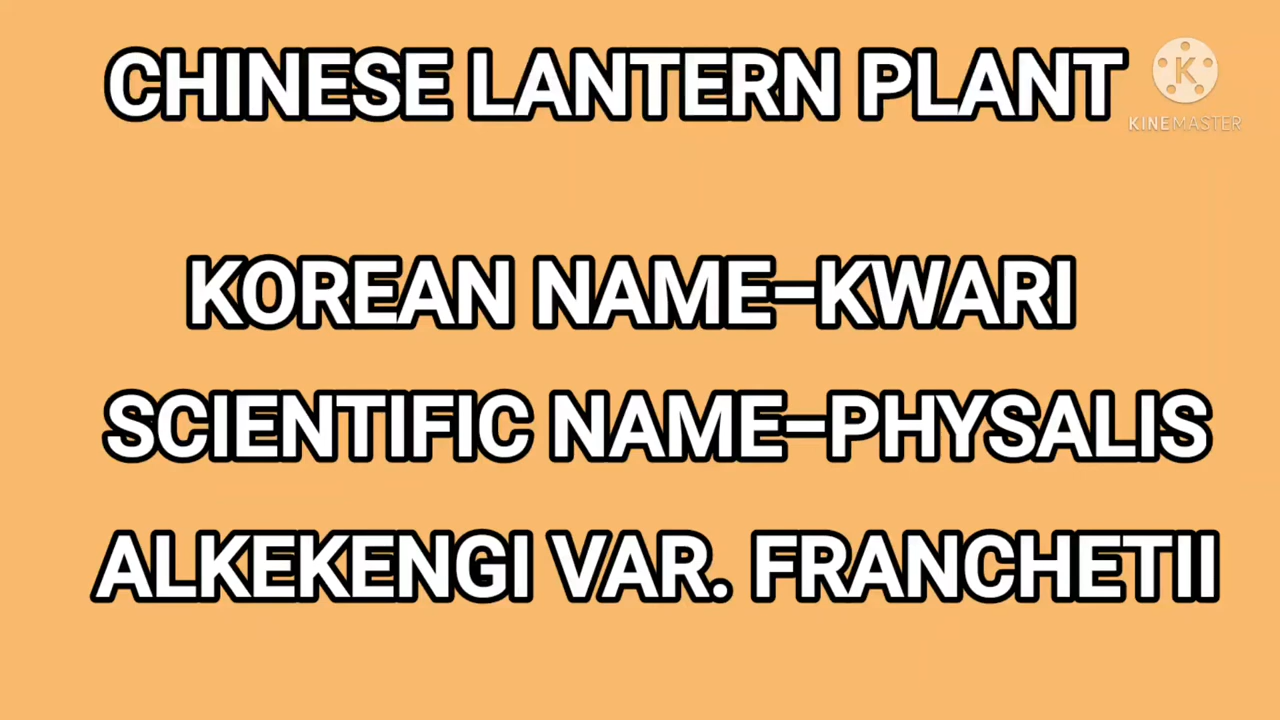 CHINESE LANTERN PLANT
K
KINEMASTER
KOREAN NAME-KWARI
SCIENTIFIC NAME-PHYSALIS
ALKEKENGI VAR. FRANCHETII